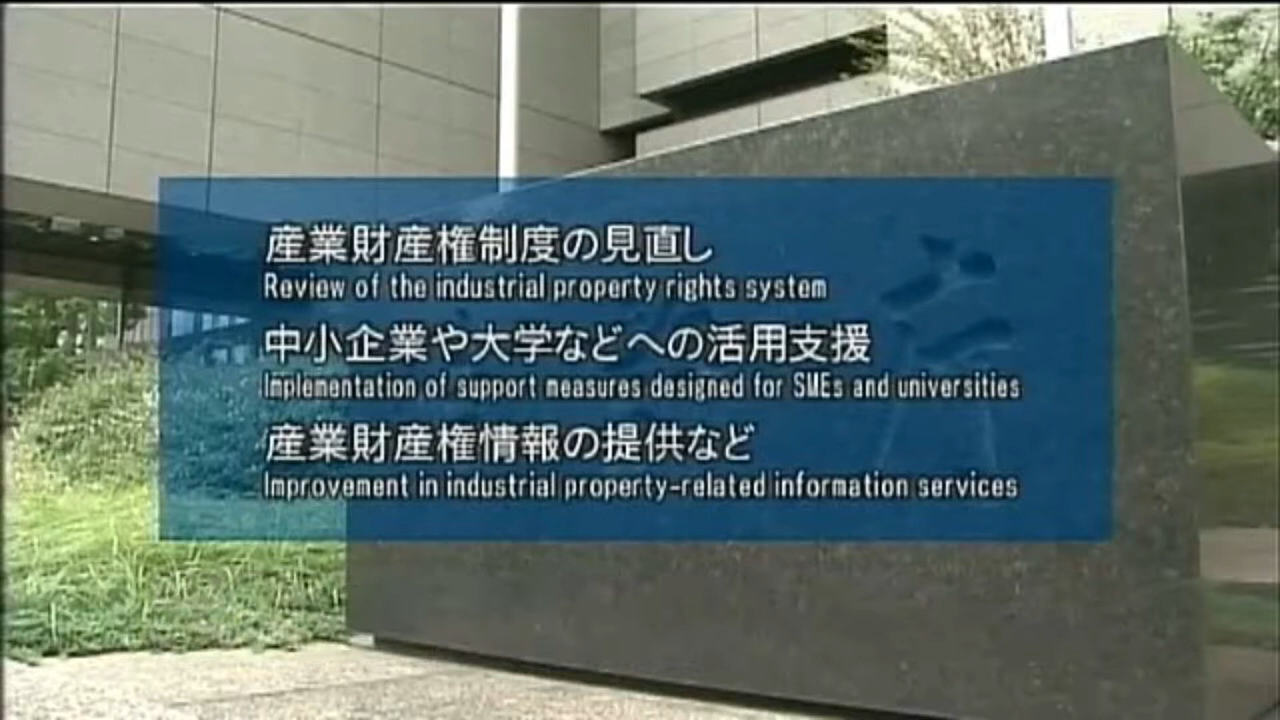 産業財産権制度の見直し
Review of the industrial property rights system
中小企業や大学などへの活用支援
Implementation of support measures designed for SMEs and universities
産業財産権情報の提供など
Improvement in industrial property-related information services